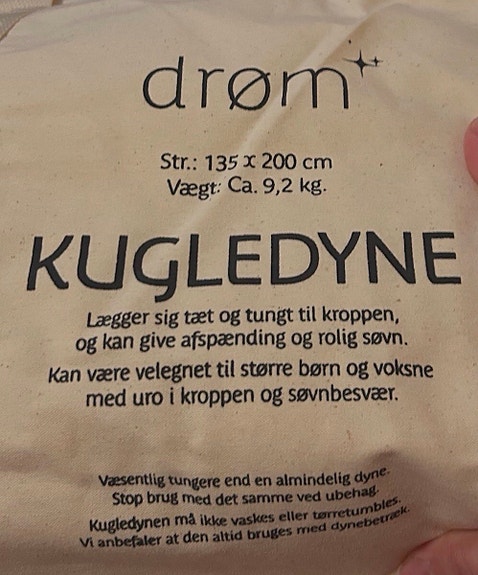 drøm
Str.: 135 x 200 cm
Vægt: Ca. 9,2 kg.
KUGLEDYNE
Lægger sig tæt og tungt til kroppen,
og kan give afspænding og rolig søvn.
Kan være velegnet til større børn og voksne
med uro i kroppen og søvnbesvær.
Væsentlig tungere end en almindelig dyne.
Stop brug med det samme ved ubehag.
Kugledynen må ikke vaskes eller tørretumbles.
Vi anbefaler at den altid bruges med dynebetræk.